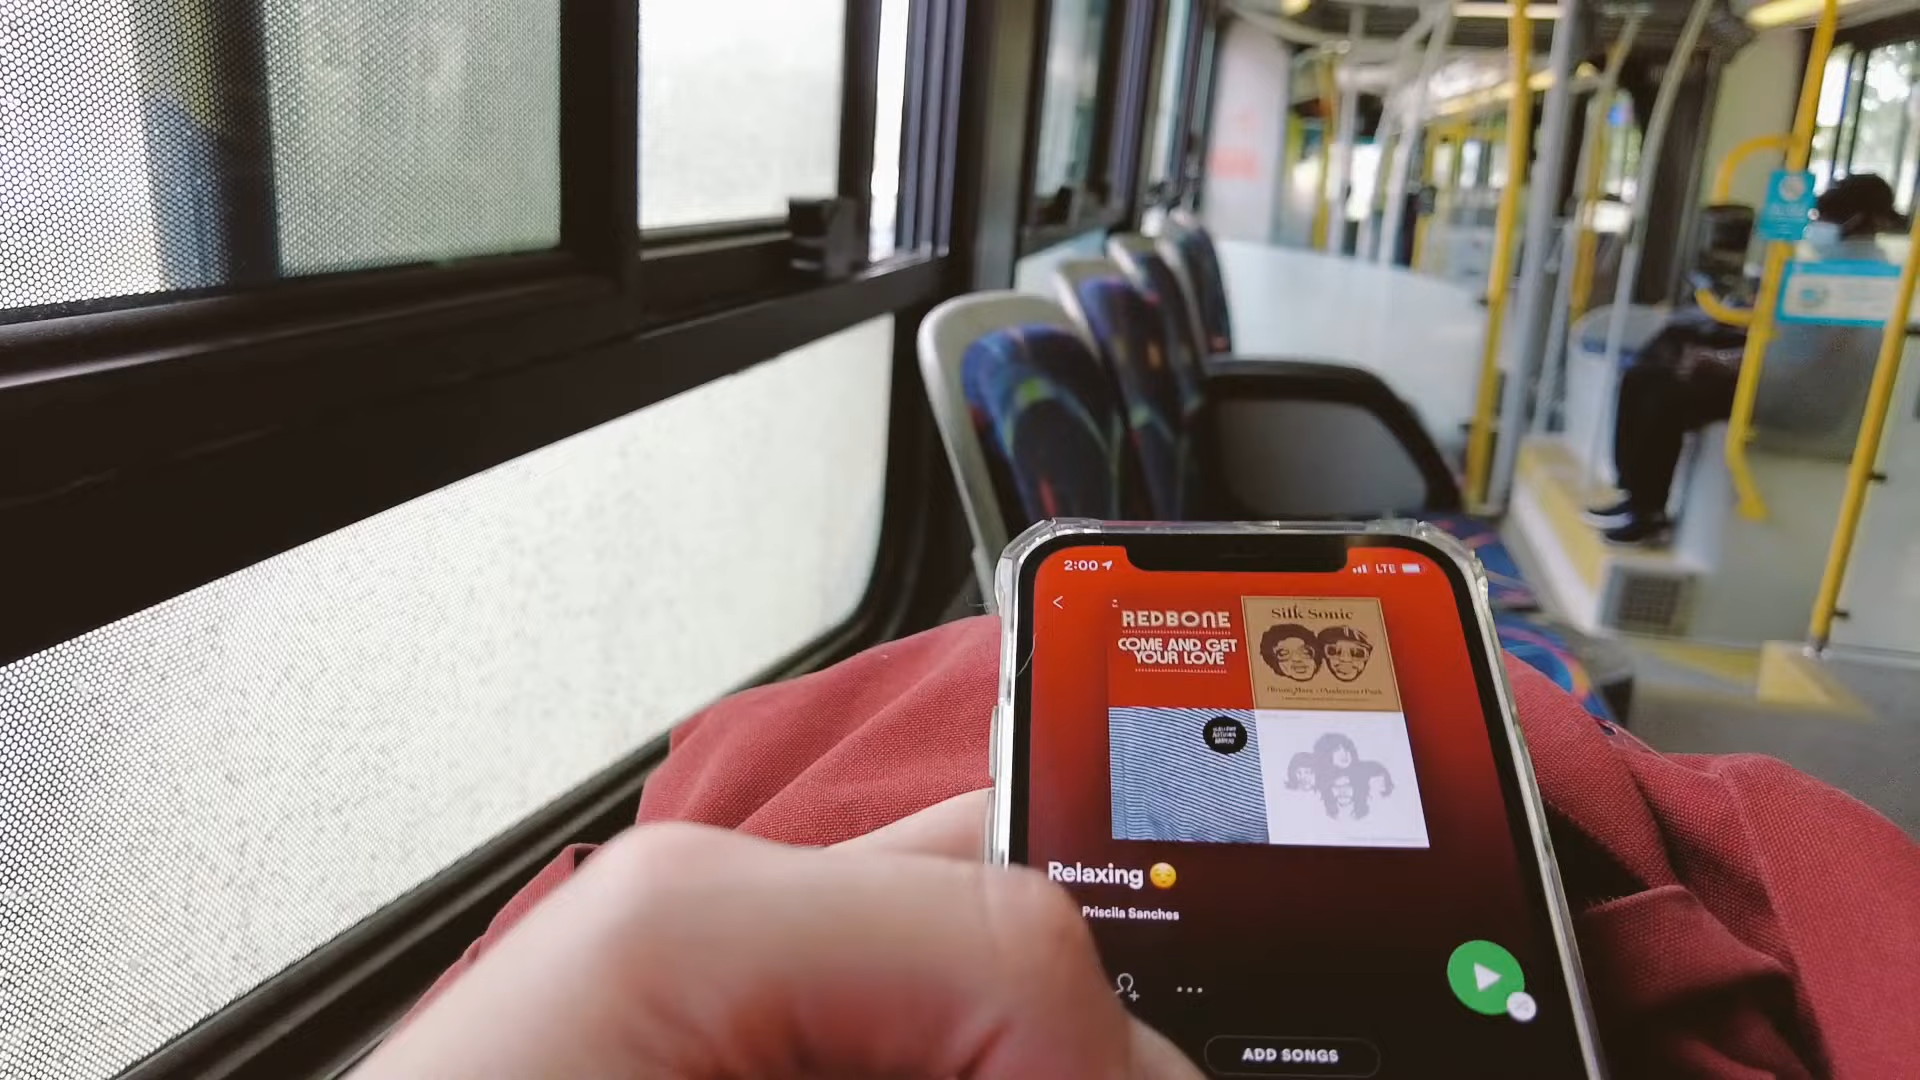 2:00
LTE
REDBONE
COME AND GET
YOUR LOVE
Silk Sonic
Relaxing 😌
Priscila Sanches
ADD SONGS